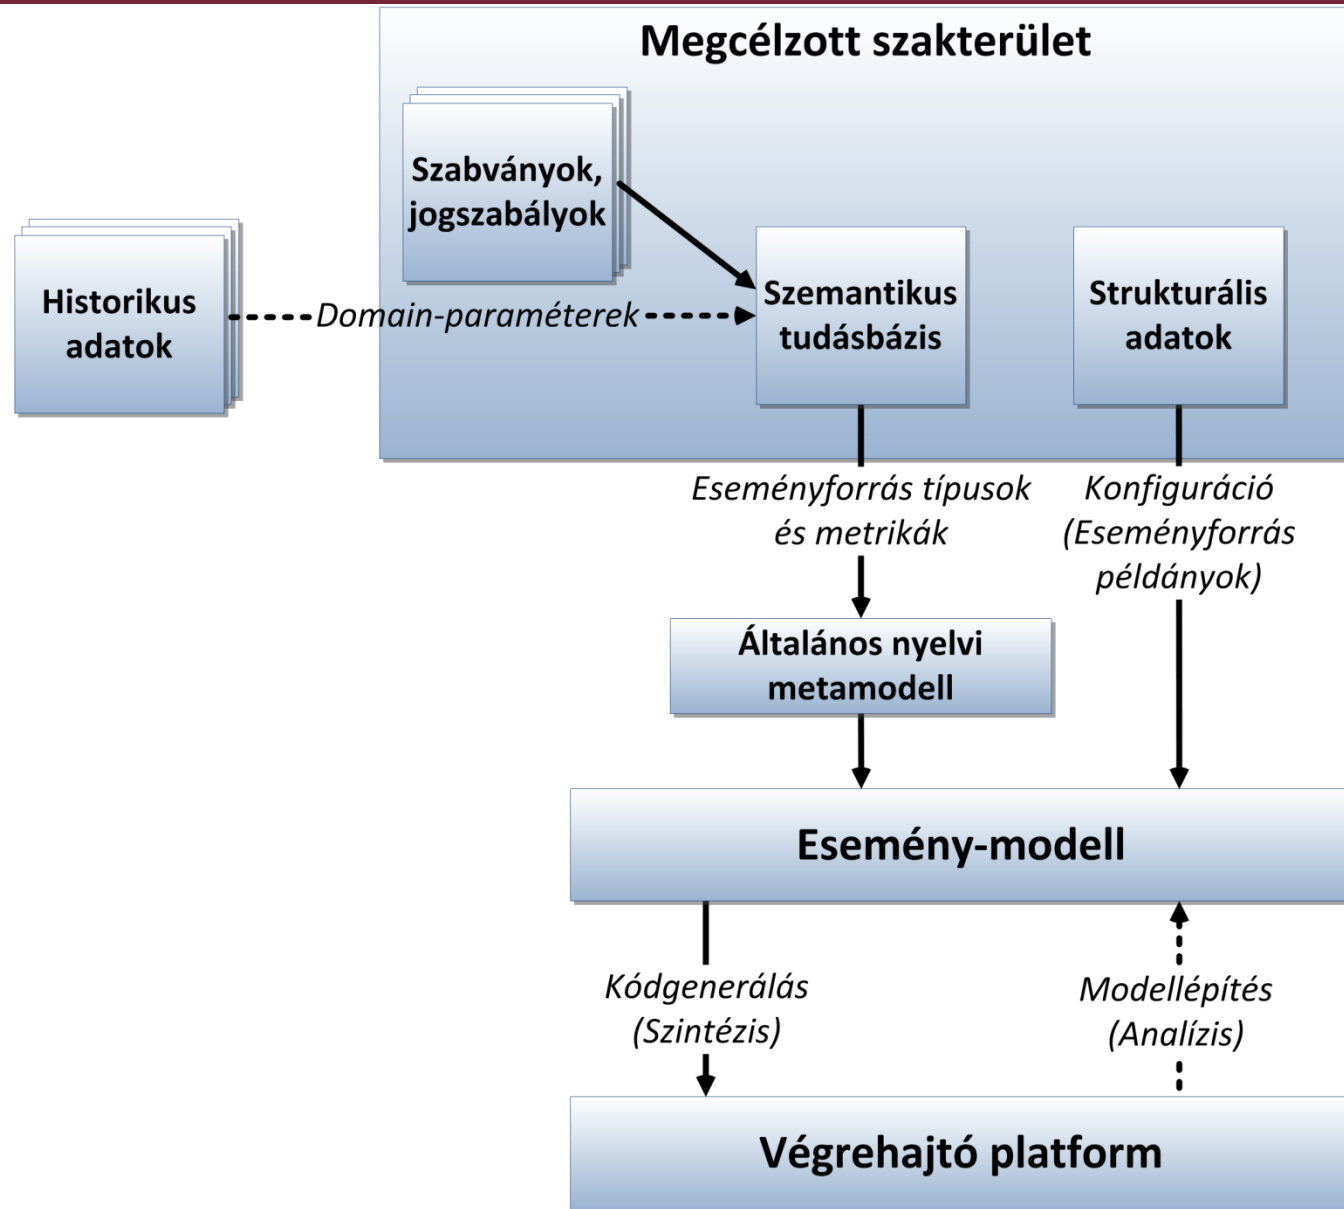 Megcélzott szakterület
Szabványok,
jogszabályok
Historikus
adatok
Domain-paraméterek
Szemantikus
tudásbázis
Strukturális
adatok
Eseményforrás típusok
és metrikák
Konfiguráció
(Eseményforrás
példányok)
Általános nyelvi
metamodell
Esemény-modell
Kódgenerálás
(Szintézis)
Modellépítés
(Analízis)
Végrehajtó platform